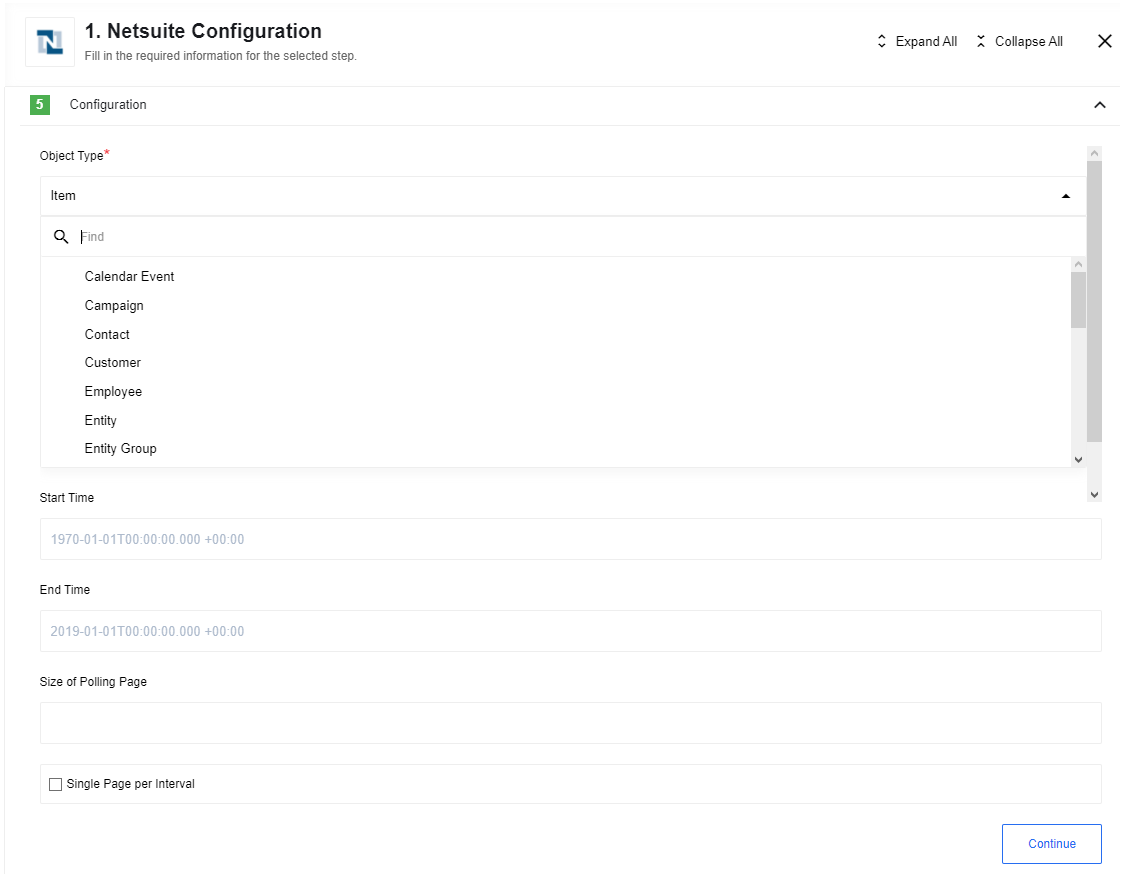 1. Netsuite Configuration
Fill in the required information for the selected step.
Expand All
Collapse All
5 Configuration
Object Type*
Item
Find
Calendar Event
Campaign
Contact
Customer
Employee
Entity
Entity Group
Start Time
1970-01-01T00:00:00.000 +00:00
End Time
2019-01-01T00:00:00.000 +00:00
Size of Polling Page
Single Page per Interval
Continue